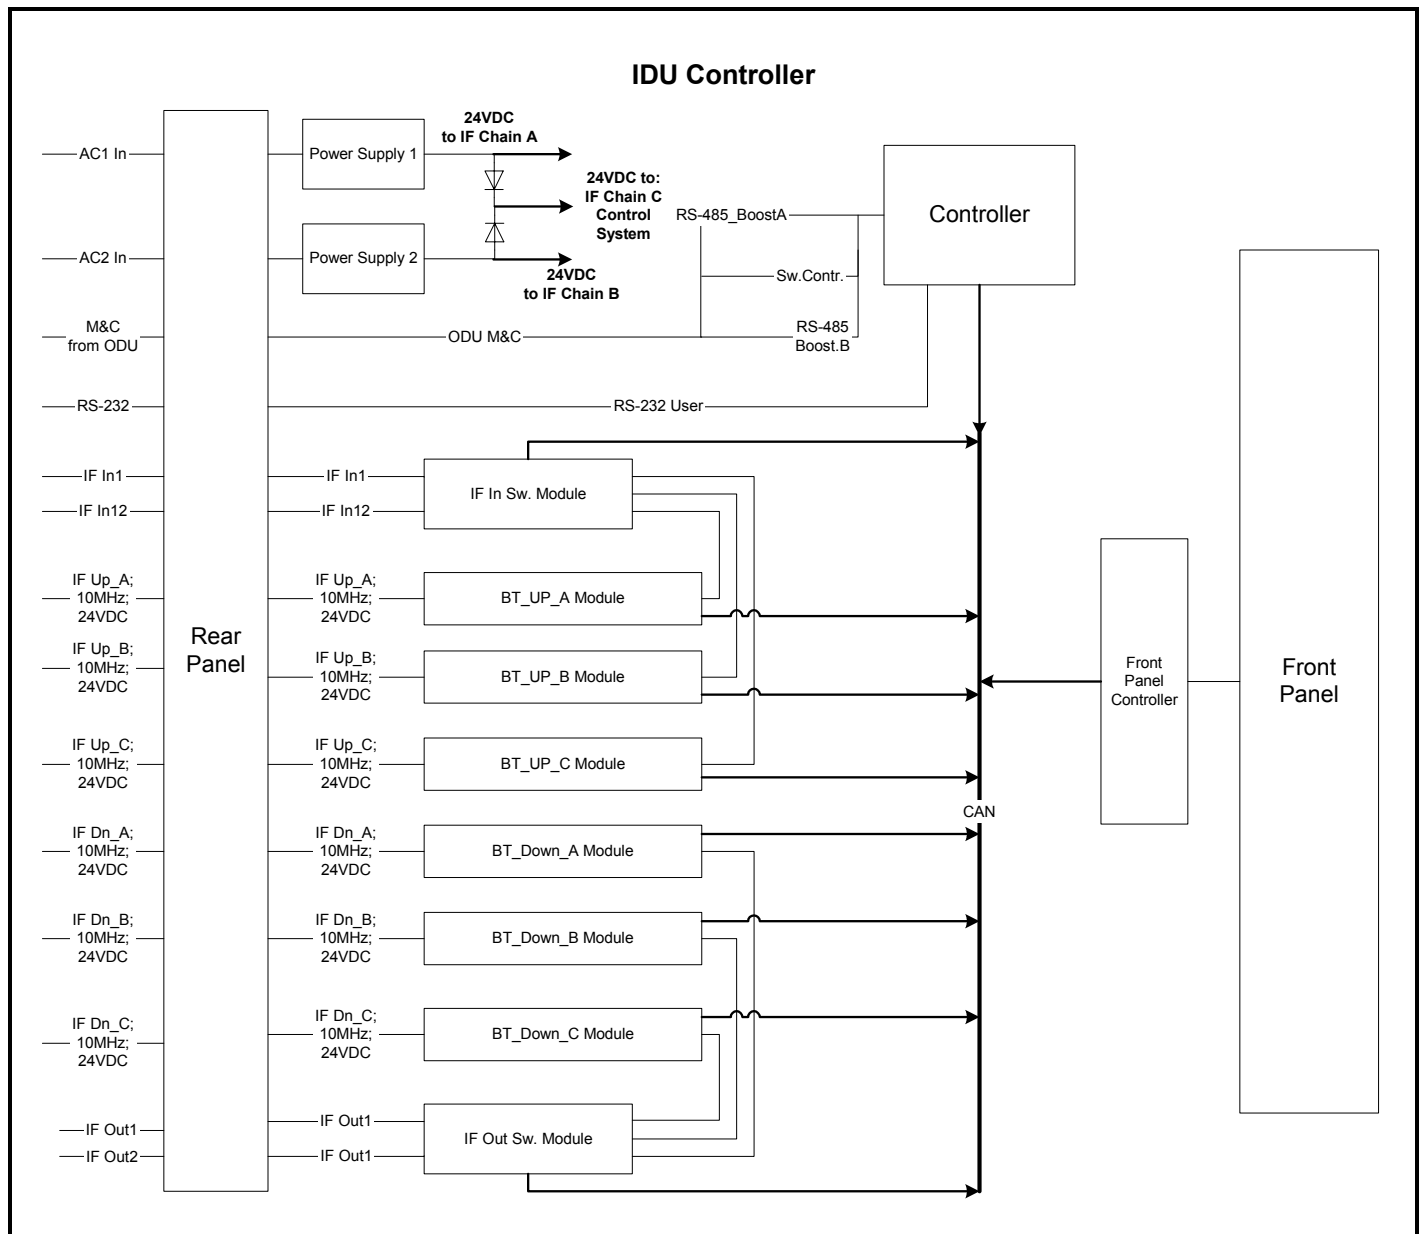 IDU Controller
24VDC
to IF Chain A
AC1 In
Power Supply 1
24VDC to:
IF Chain C
Control
System
RS-485_BoostA
Controller
AC2 In
Power Supply 2
24VDC
to IF Chain B
Sw.Contr.
M&C
from ODU
ODU M&C
RS-485
Boost.B
RS-232
RS-232 User
IF In1
IF In1
IF In Sw. Module
IF In12
IF In12
IF Up_A;
10MHz;
24VDC
IF Up_A;
10MHz;
24VDC
BT_UP_A Module
Rear
Panel
IF Up_B;
10MHz;
24VDC
IF Up_B;
10MHz;
24VDC
BT_UP_B Module
Front
Panel
Controller
Front
Panel
IF Up_C;
10MHz;
24VDC
IF Up_C;
10MHz;
24VDC
BT_UP_C Module
CAN
IF Dn_A;
10MHz;
24VDC
IF Dn_A;
10MHz;
24VDC
BT_Down_A Module
IF Dn_B;
10MHz;
24VDC
IF Dn_B;
10MHz;
24VDC
BT_Down_B Module
IF Dn_C;
10MHz;
24VDC
IF Dn_C;
10MHz;
24VDC
BT_Down_C Module
IF Out1
IF Out1
IF Out Sw. Module
IF Out2
IF Out1